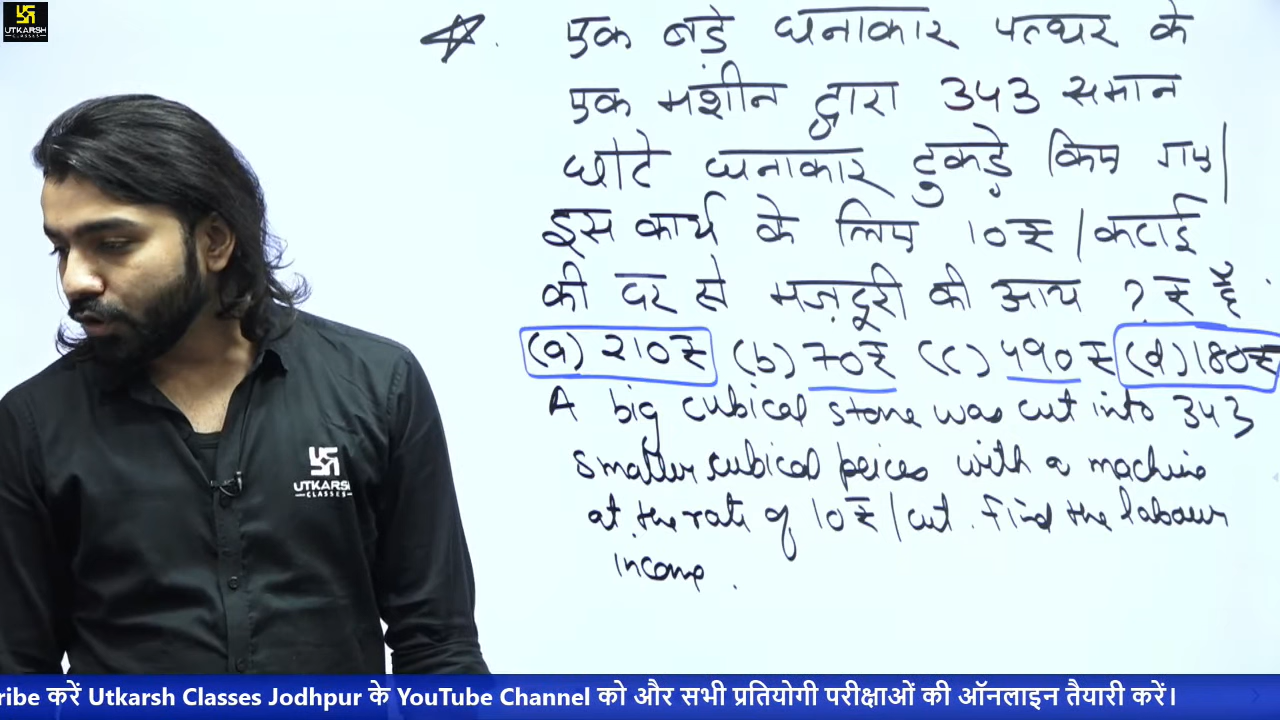 UTKARSH
CLASSES
एक बड़े घनाकार पत्थर के
एक मशीन द्वारा 343 समान
छोटे घनाकार टुकड़े किए गए|
इस कार्य के लिए 10₹/कटाई
की दर से मज़दूरी की आय ? ₹ है
(a) 210₹ (b) 70₹ (c) 490₹ (d) 180₹
A big cubical stone was cut into 343
smaller cubical peices with a machine
at the rate of 10₹/cut. Find the labour
income.
UTKARSH
CLASSES
ribe करें Utkarsh Classes Jodhpur के YouTube Channel को और सभी प्रतियोगी परीक्षाओं की ऑनलाइन तैयारी करें।